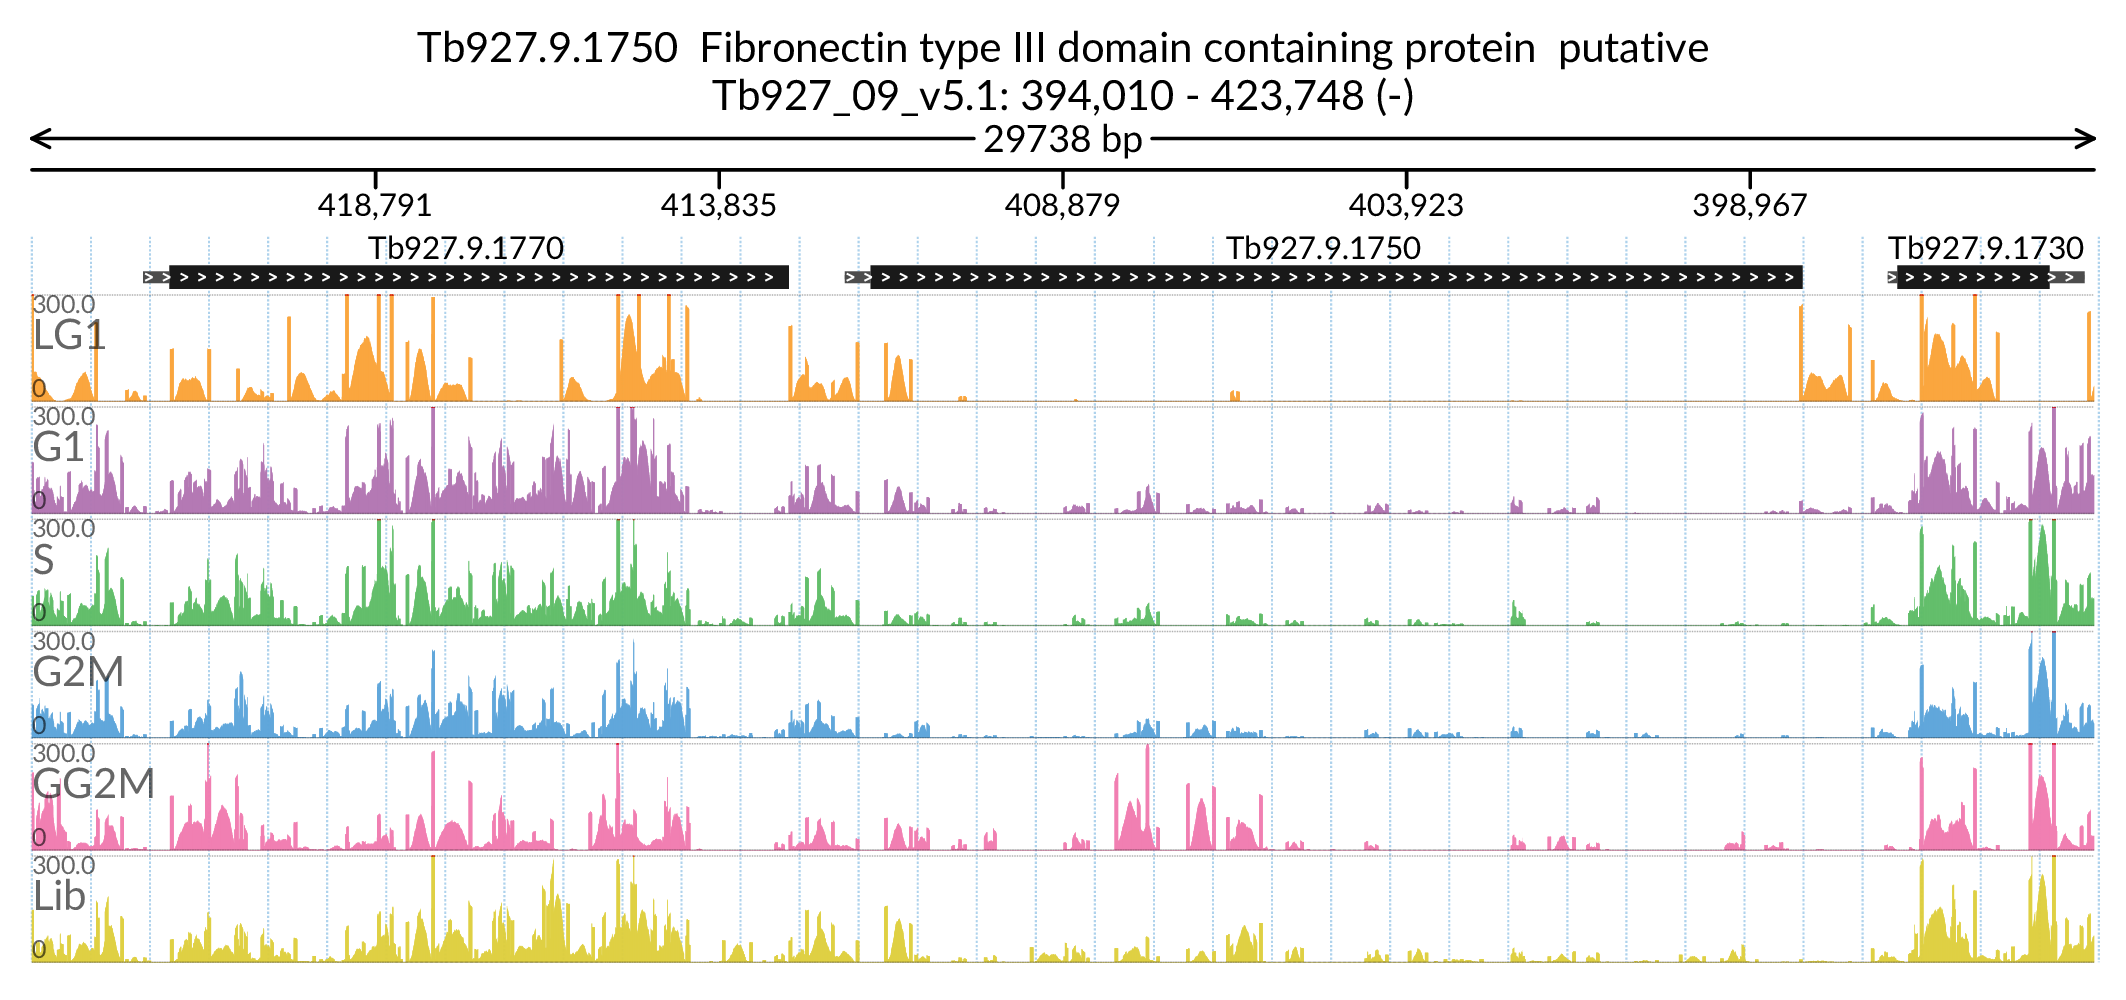 Tb927.9.1750  Fibronectin type III domain containing protein  putative
Tb927_09_v5.1: 394,010 - 423,748 (-)
29738 bp
418,791 413,835 408,879 403,923 398,967
Tb927.9.1770 Tb927.9.1750 Tb927.9.1730
300.0
LG1
0
300.0
G1
0
300.0
S
0
300.0
G2M
0
300.0
GG2M
0
300.0
Lib
0